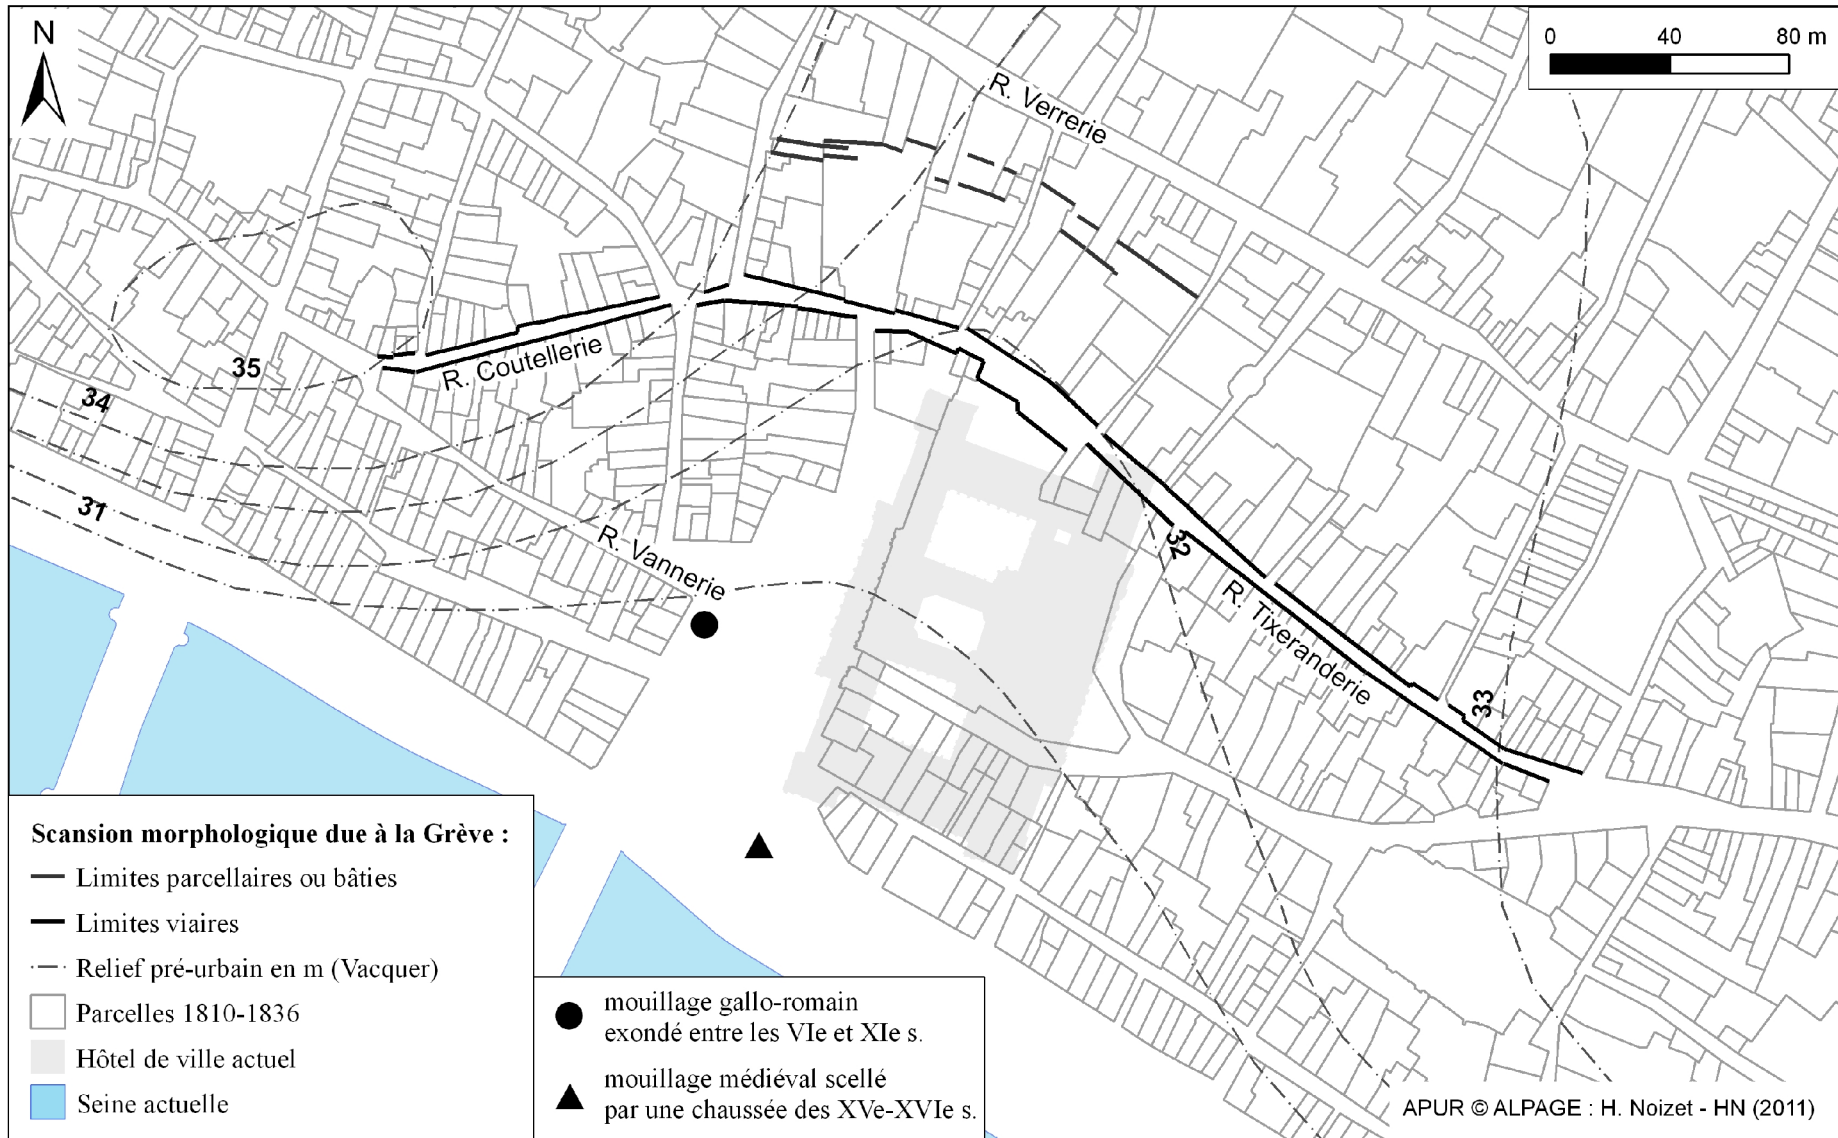 N
0 40 80 m
R. Verrerie
R. Coutellerie
35
34
31
R. Vannerie
32
R. Tixeranderie
33
Scansion morphologique due à la Grève :
Limites parcellaires ou bâties
Limites viaires
Relief pré-urbain en m (Vacquer)
Parcelles 1810-1836
Hôtel de ville actuel
Seine actuelle
mouillage gallo-romain
exondé entre les VIe et XIe s.
mouillage médiéval scellé
par une chaussée des XVe-XVIe s.
APUR © ALPAGE : H. Noizet - HN (2011)